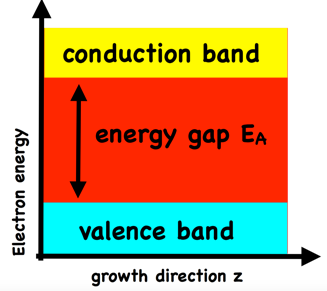 conduction band
energy gap EA
valence band
Electron energy
growth direction z